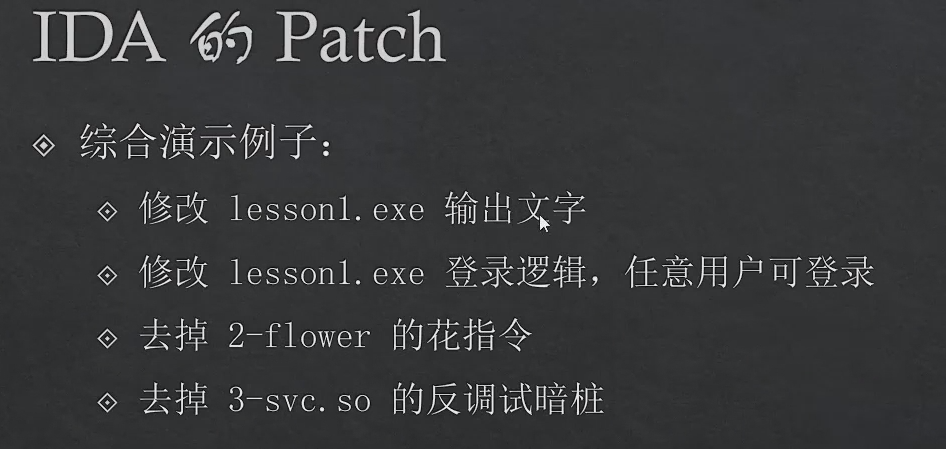 IDA 的 Patch
综合演示例子:
修改 lesson1.exe 输出文字
修改 lesson1.exe 登录逻辑，任意用户可登录
去掉 2-flower 的花指令
去掉 3-svc.so 的反调试暗桩